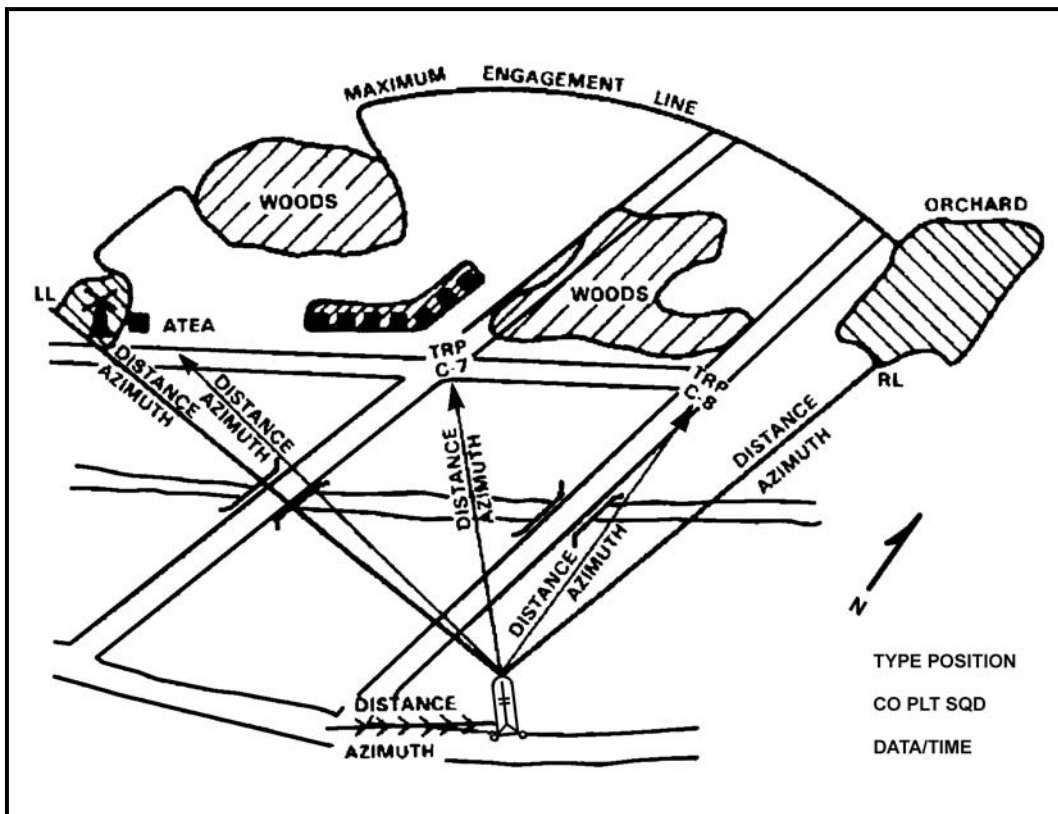 MAXIMUM ENGAGEMENT LINE
WOODS
ORCHARD
LL
WOODS
ATEA
TRP
C-7
TRP
C-8
RL
DISTANCE
AZIMUTH
DISTANCE
AZIMUTH
DISTANCE
AZIMUTH
DISTANCE
AZIMUTH
DISTANCE
AZIMUTH
N
TYPE POSITION
CO PLT SQD
DATA/TIME
DISTANCE
AZIMUTH